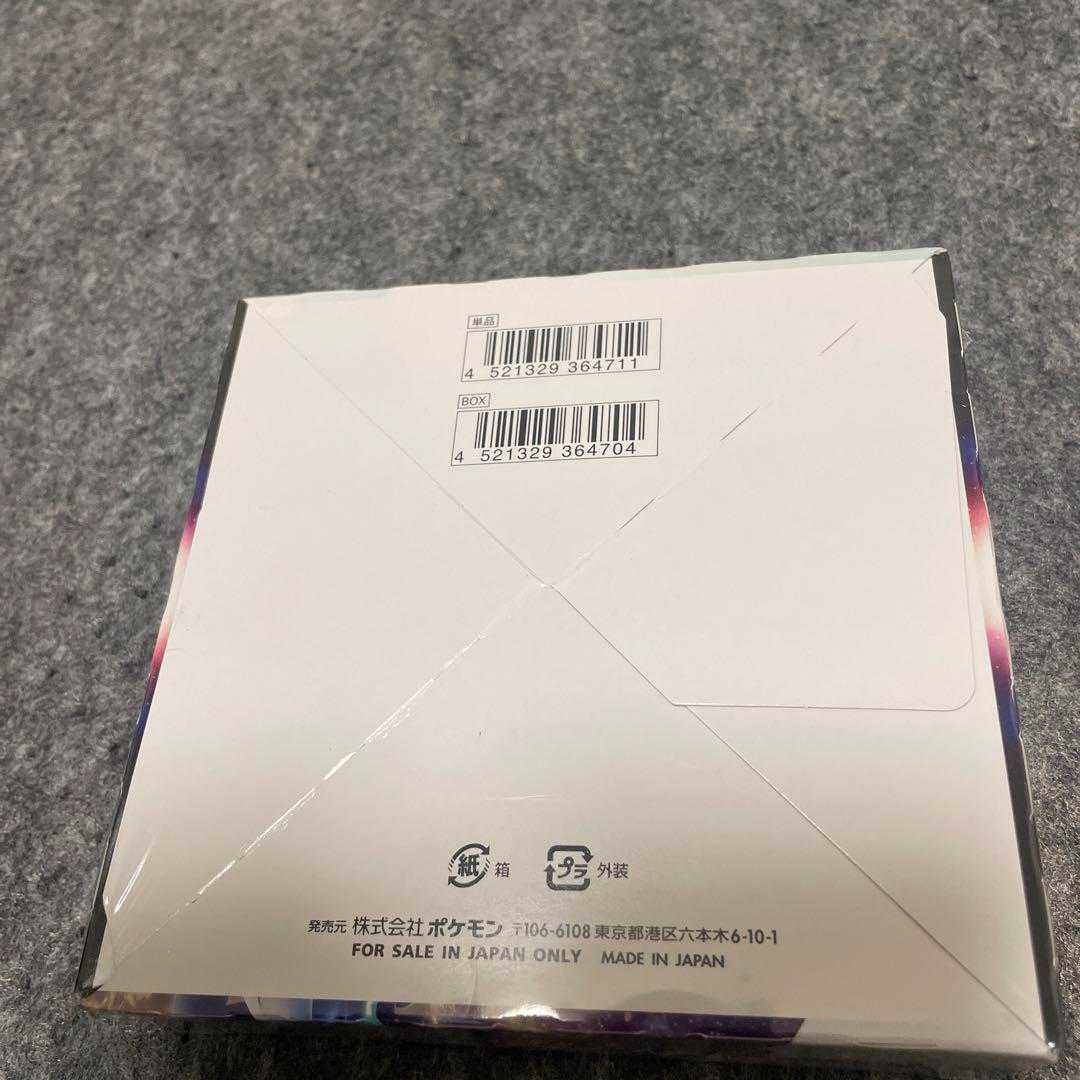 単品
4 521329 364711
BOX
4 521329 364704
紙 箱 プラ 外装
発売元 株式会社 ポケモン 〒106-6108 東京都港区六本木6-10-1
FOR SALE IN JAPAN ONLY MADE IN JAPAN